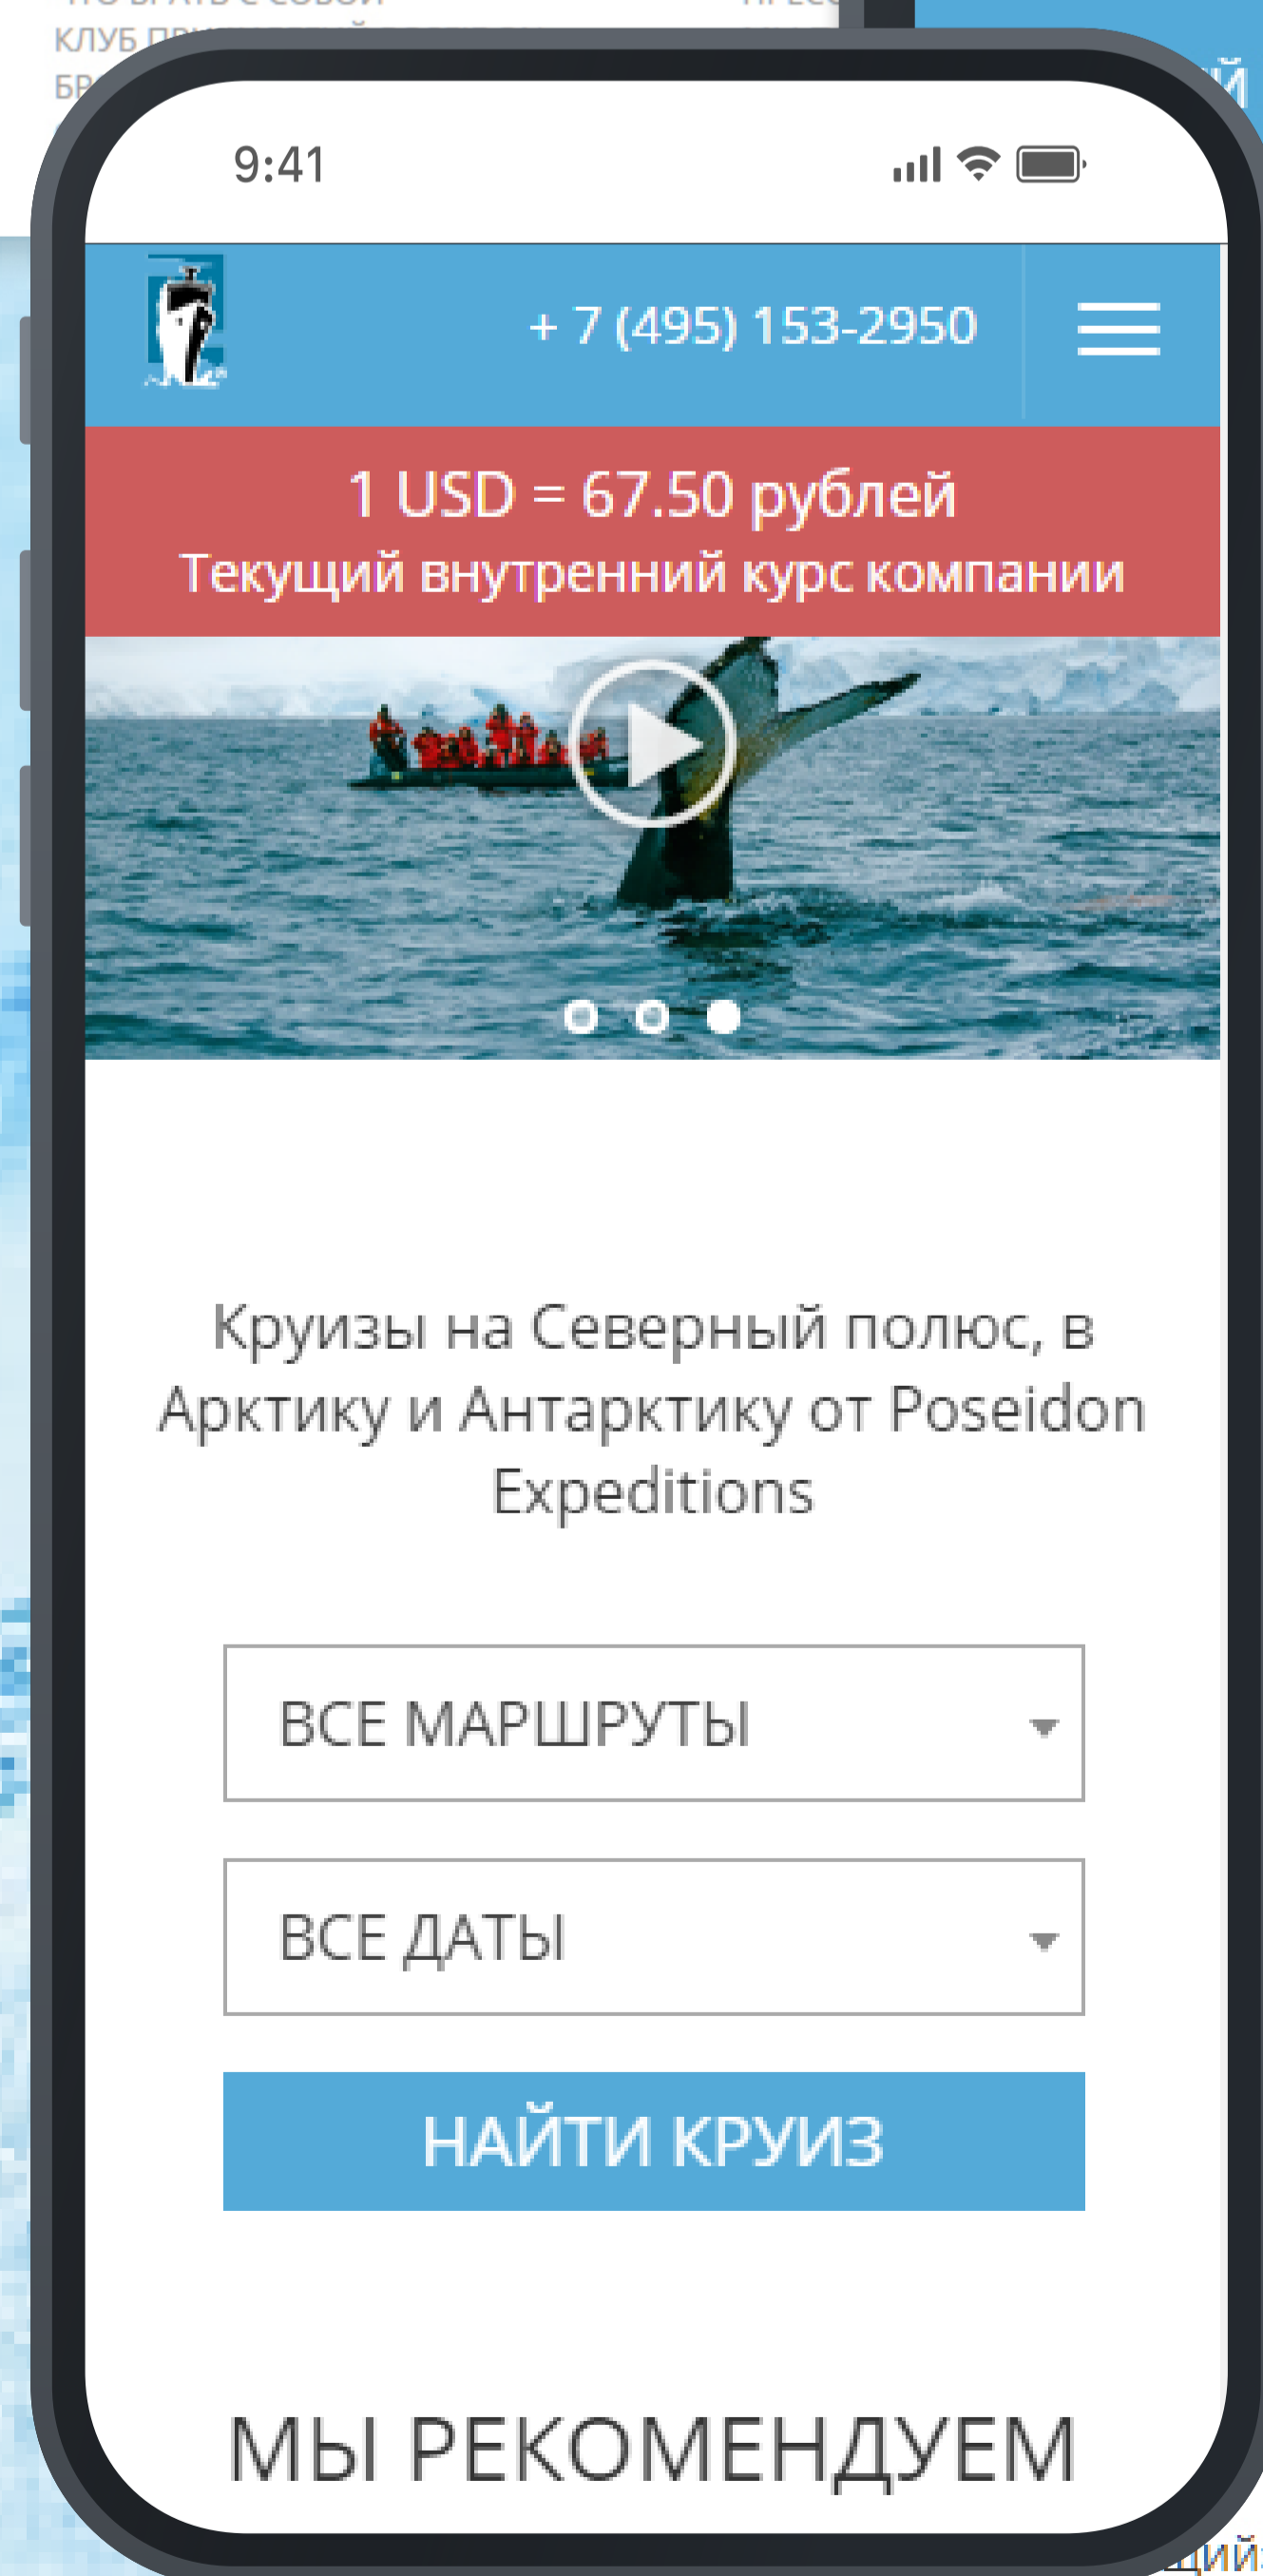 КЛУБ
9:41
+ 7 (495) 153-2950
1 USD = 67.50 рублей
Текущий внутренний курс компании
Круизы на Северный полюс, в
Арктику и Антарктику от Poseidon
Expeditions
ВСЕ МАРШРУТЫ
ВСЕ ДАТЫ
НАЙТИ КРУИЗ
МЫ РЕКОМЕНДУЕМ